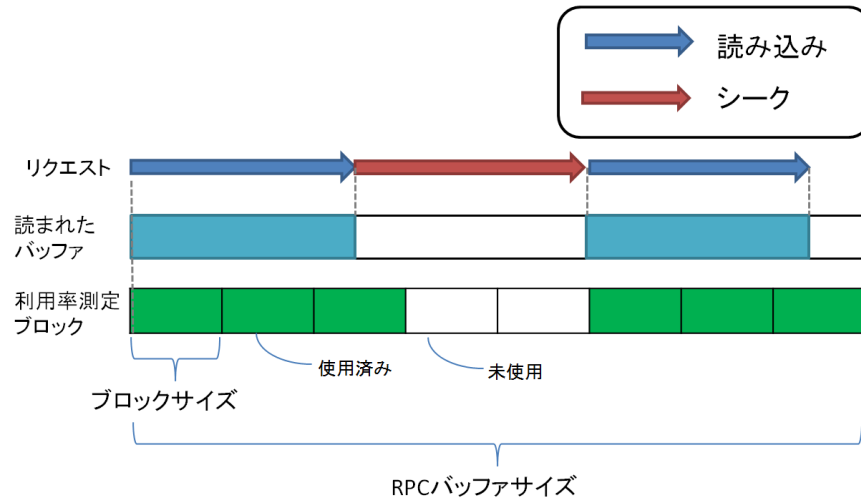 読み込み
シーク
リクエスト
読まれた
バッファ
利用率測定
ブロック
使用済み
未使用
ブロックサイズ
RPCバッファサイズ